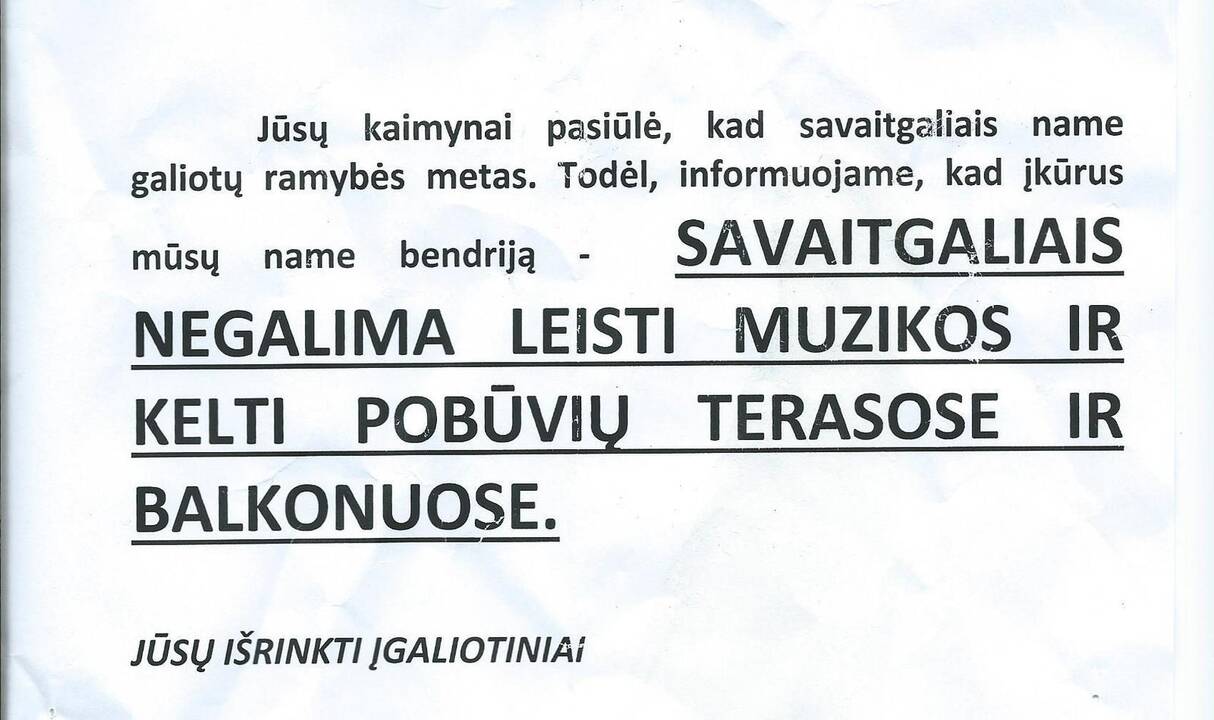 Jūsų kaimynai pasiūlė, kad savaitgaliais name
galiotų ramybės metas. Todėl, informuojame, kad įkūrus
mūsų name bendriją - SAVAITGALIAIS
NEGALIMA LEISTI MUZIKOS IR
KELTI POBŪVIŲ TERASOSE IR
BALKONUOSE.
JŪSŲ IŠRINKTI ĮGALIOTINIAI